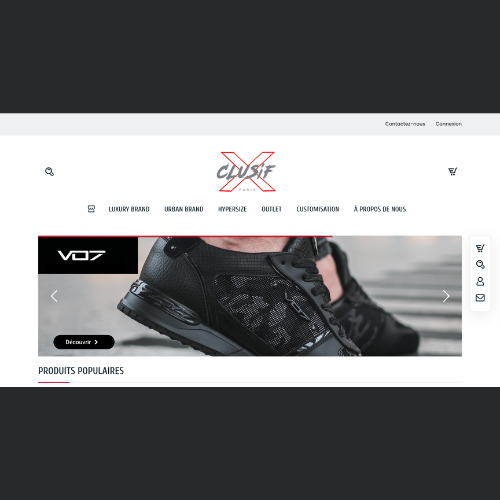 Contactez-nous Connexion
CLUSIF
PARIS
LUXURY BRAND URBAN BRAND HYPERSIZE OUTLET CUSTOMISATION À PROPOS DE NOUS
VO7
Découvrir
PRODUITS POPULAIRES